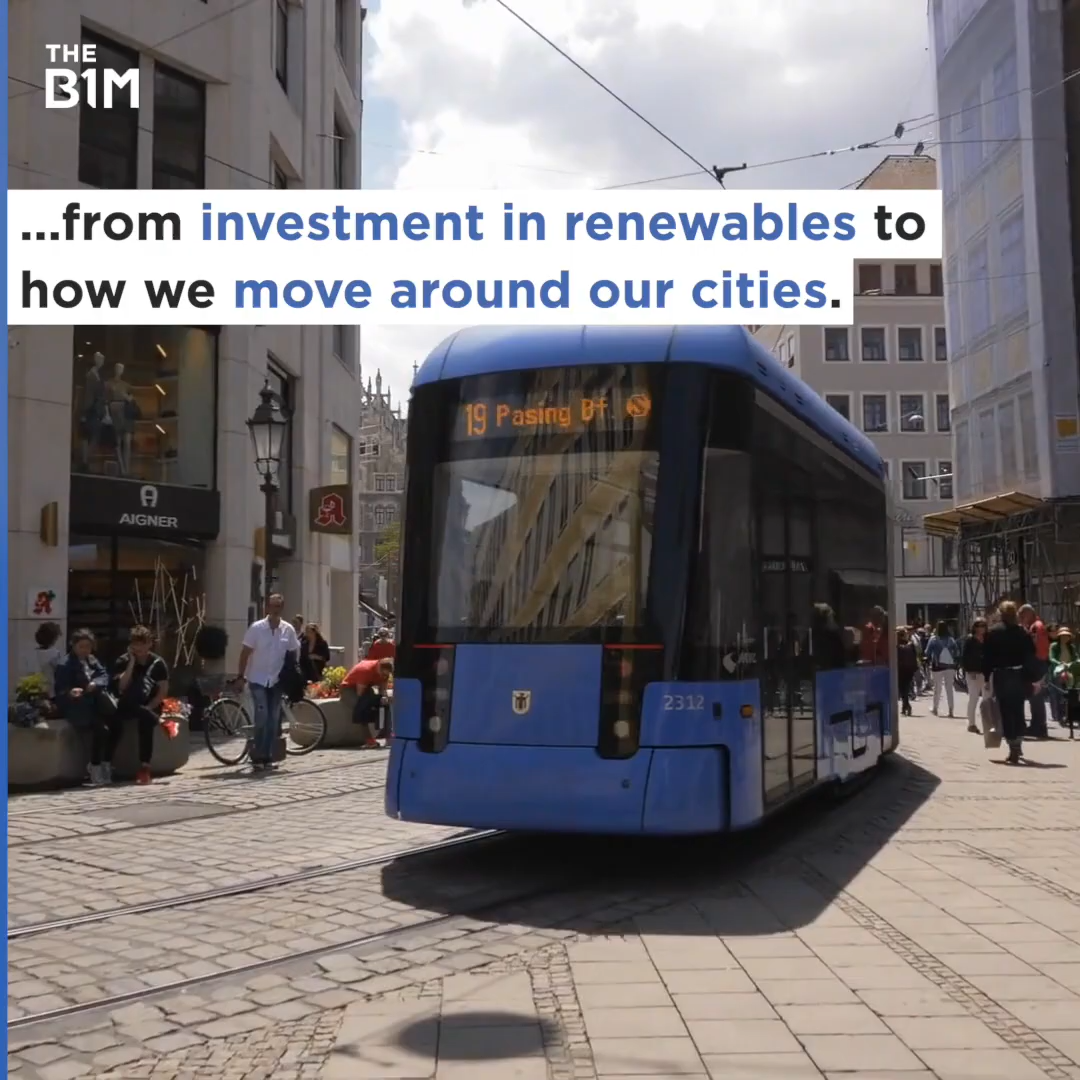 THE
B1M
...from investment in renewables to
how we move around our cities.
19 Pasing Bf.
AIGNER
2312